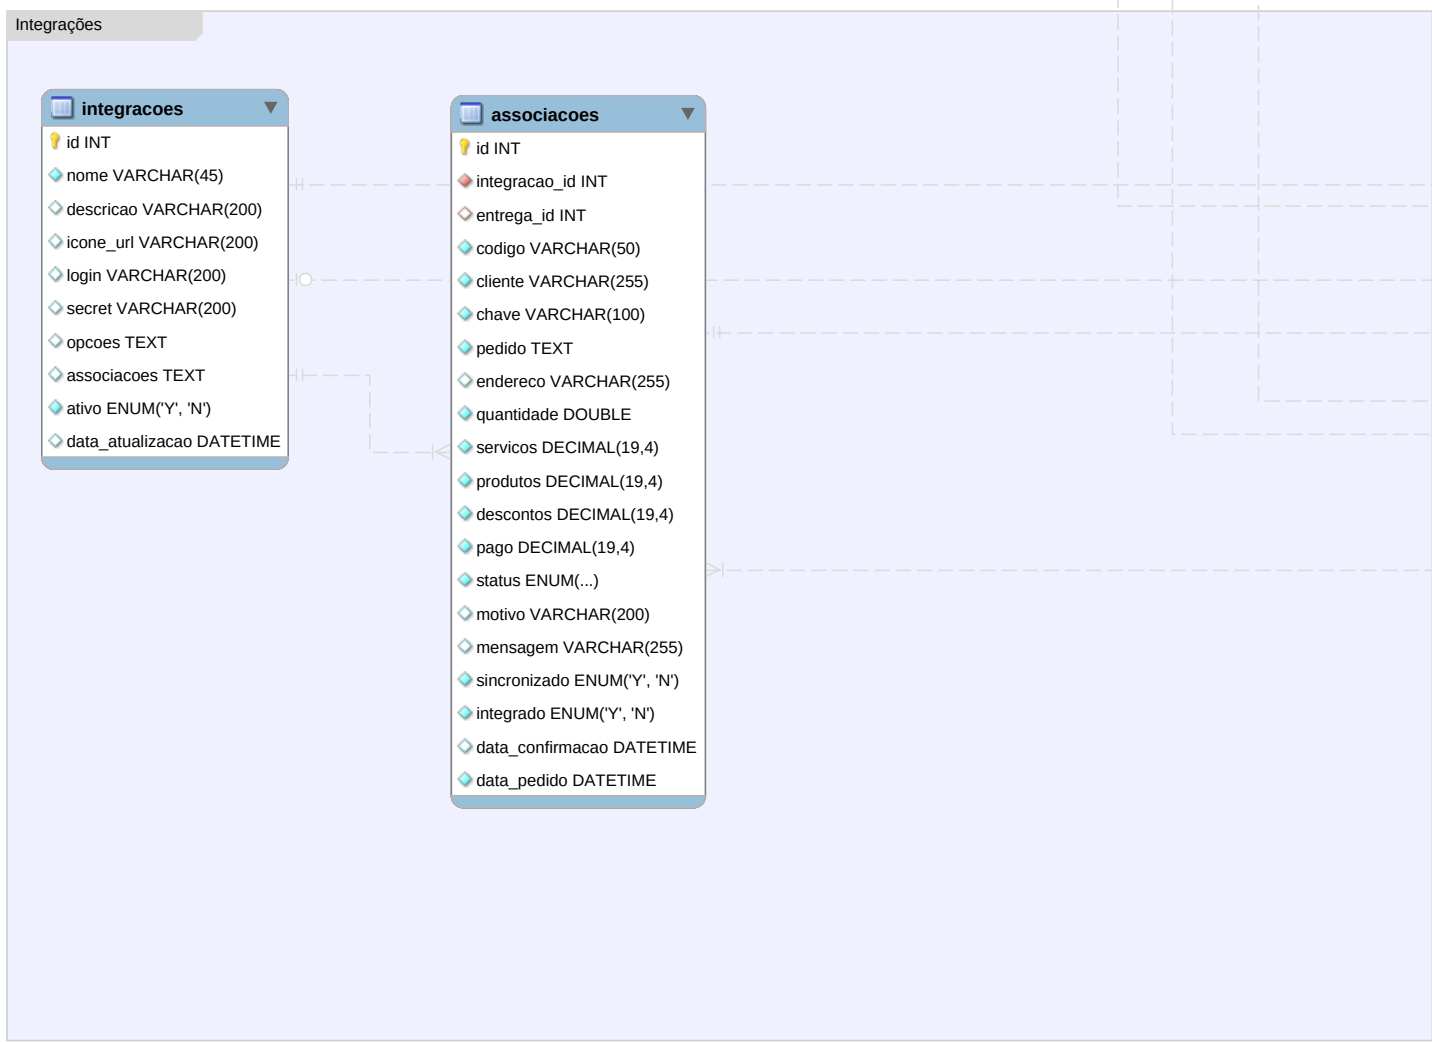 Integrações
integracoes
id INT
nome VARCHAR(45)
descricao VARCHAR(200)
icone_url VARCHAR(200)
login VARCHAR(200)
secret VARCHAR(200)
opcoes TEXT
associacoes TEXT
ativo ENUM('Y', 'N')
data_atualizacao DATETIME
associacoes
id INT
integracao_id INT
entrega_id INT
codigo VARCHAR(50)
cliente VARCHAR(255)
chave VARCHAR(100)
pedido TEXT
endereco VARCHAR(255)
quantidade DOUBLE
servicos DECIMAL(19,4)
produtos DECIMAL(19,4)
descontos DECIMAL(19,4)
pago DECIMAL(19,4)
status ENUM(...)
motivo VARCHAR(200)
mensagem VARCHAR(255)
sincronizado ENUM('Y', 'N')
integrado ENUM('Y', 'N')
data_confirmacao DATETIME
data_pedido DATETIME